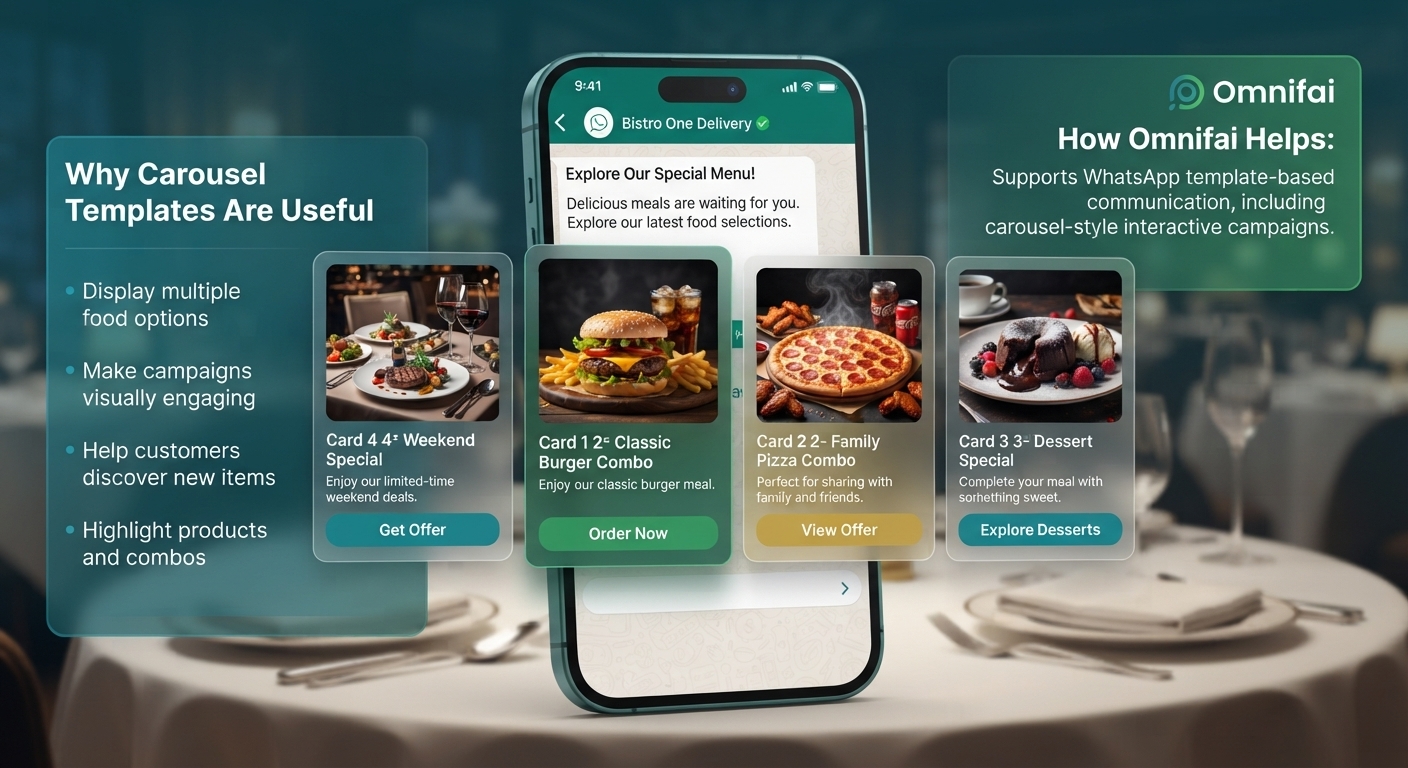 Why Carousel
Templates Are Useful
Display multiple
food options
Make campaigns
visually engaging
Help customers
discover new items
Highlight products
and combos
9:41
Bistro One Delivery
Explore Our Special Menu!
Delicious meals are waiting for you.
Explore our latest food selections.
Omnifai
How Omnifai Helps:
Supports WhatsApp template-based
communication, including
carousel-style interactive campaigns.
Card 4 4ˣ Weekend
Special
Enjoy our limited-time
weekend deals.
Get Offer
Card 1 2ᶜ Classic
Burger Combo
Enjoy our classic burger meal.
Order Now
Card 2 2- Family
Pizza Combo
Perfect for sharing with
family and friends.
View Offer
Card 3 3- Dessert
Special
Complete your meal with
sorhething sweet.
Explore Desserts